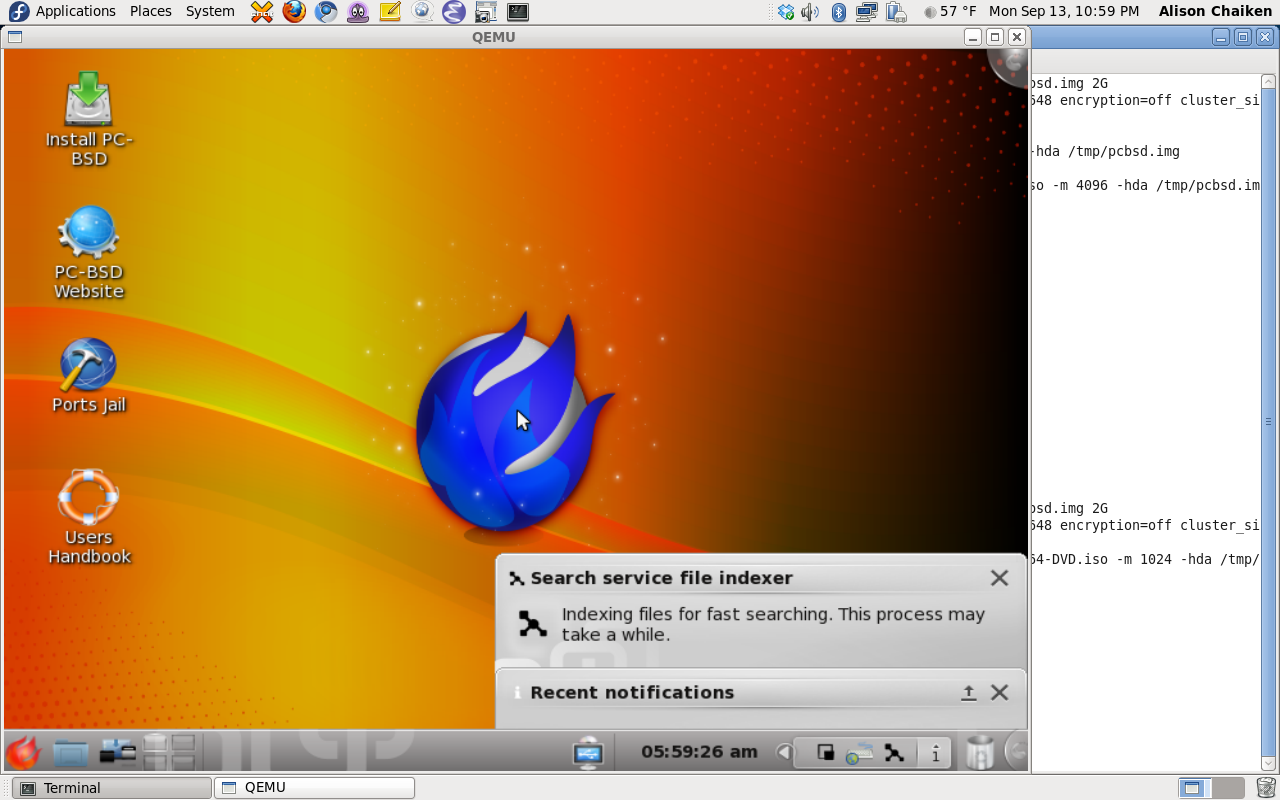 Applications Places System
57 °F Mon Sep 13, 10:59 PM Alison Chaiken
QEMU
Install PC-
BSD
PC-BSD
Website
Ports Jail
Users
Handbook
bsd.img 2G
648 encryption=off cluster_si
-hda /tmp/pcbsd.img
so -m 4096 -hda /tmp/pcbsd.im
bsd.img 2G
648 encryption=off cluster_si
64-DVD.iso -m 1024 -hda /tmp/
Search service file indexer
Indexing files for fast searching. This process may
take a while.
Recent notifications
05:59:26 am
Terminal
QEMU